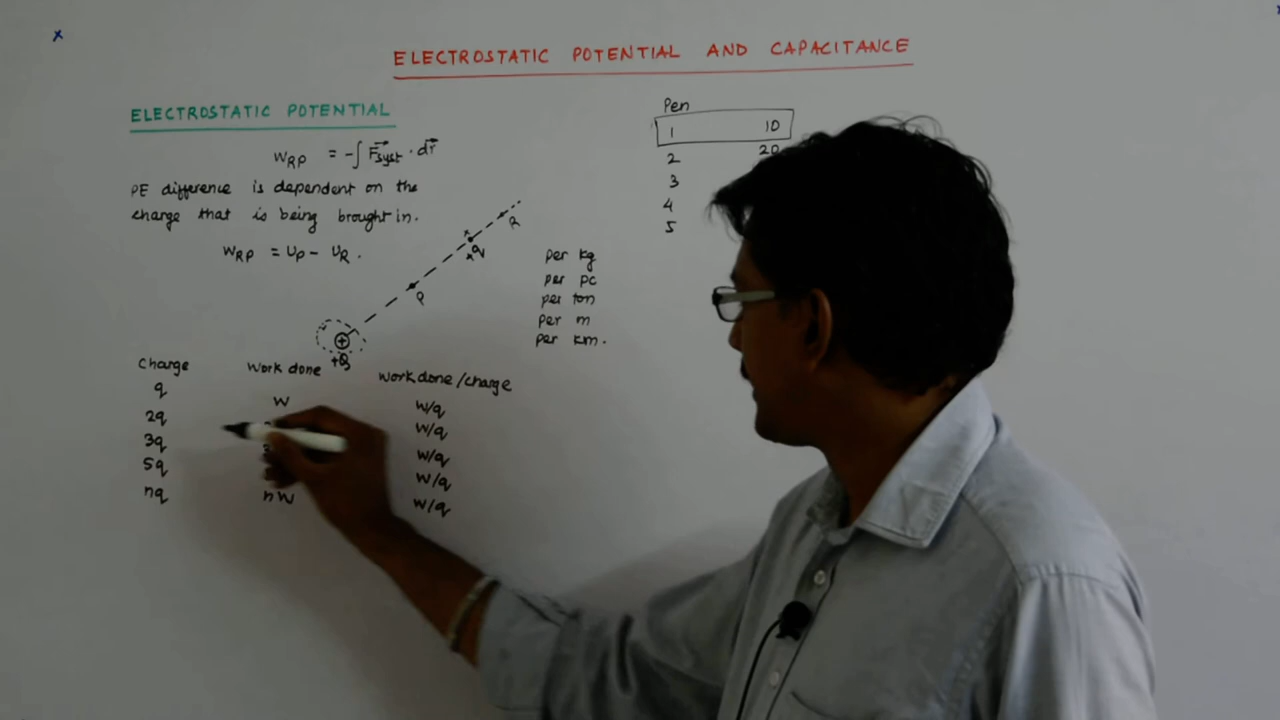 x
ELECTROSTATIC POTENTIAL AND CAPACITANCE
ELECTROSTATIC POTENTIAL
W_RP = -∫ F⃗_syst · dr⃗
PE difference is dependent on the
charge that is being brought in.
W_RP = U_P - U_R .
R
+q
P
+Q
Pen
1 10
2 20
3
4
5
per kg
per pc
per ton
per m
per km.
Charge Work done Work done/charge
q W W/q
2q W/q
3q W/q
5q W/q
nq nW W/q